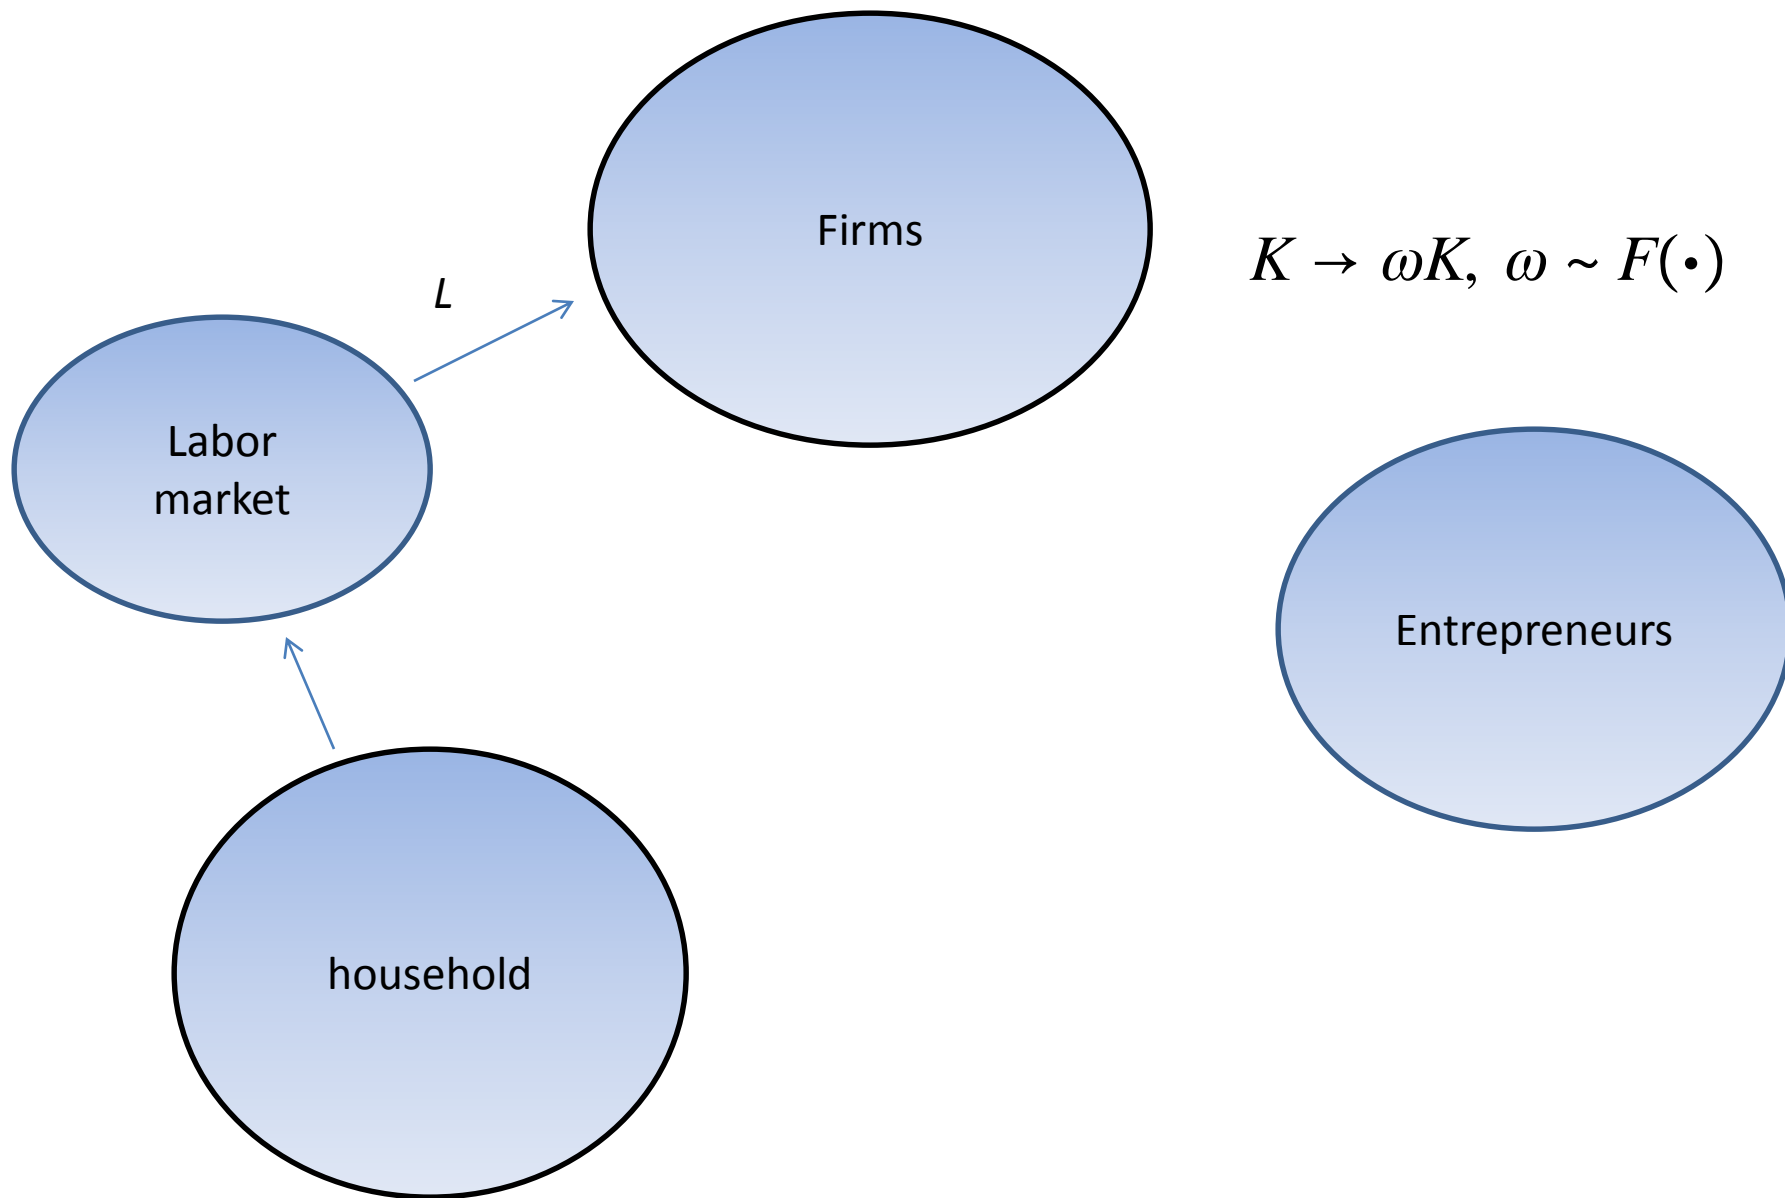 Firms
K → ωK, ω ~ F(·)
L
Labor
market
Entrepreneurs
household